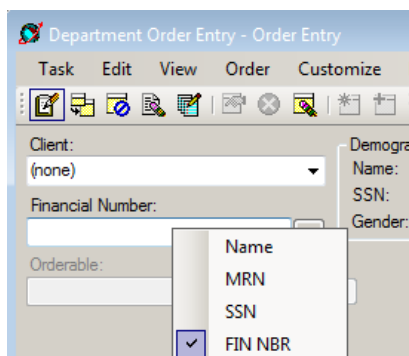 Department Order Entry - Order Entry
Task Edit View Order Customize
Client:
(none)
Financial Number:
Orderable:
Demogra
Name:
SSN:
Gender:
Name
MRN
SSN
FIN NBR